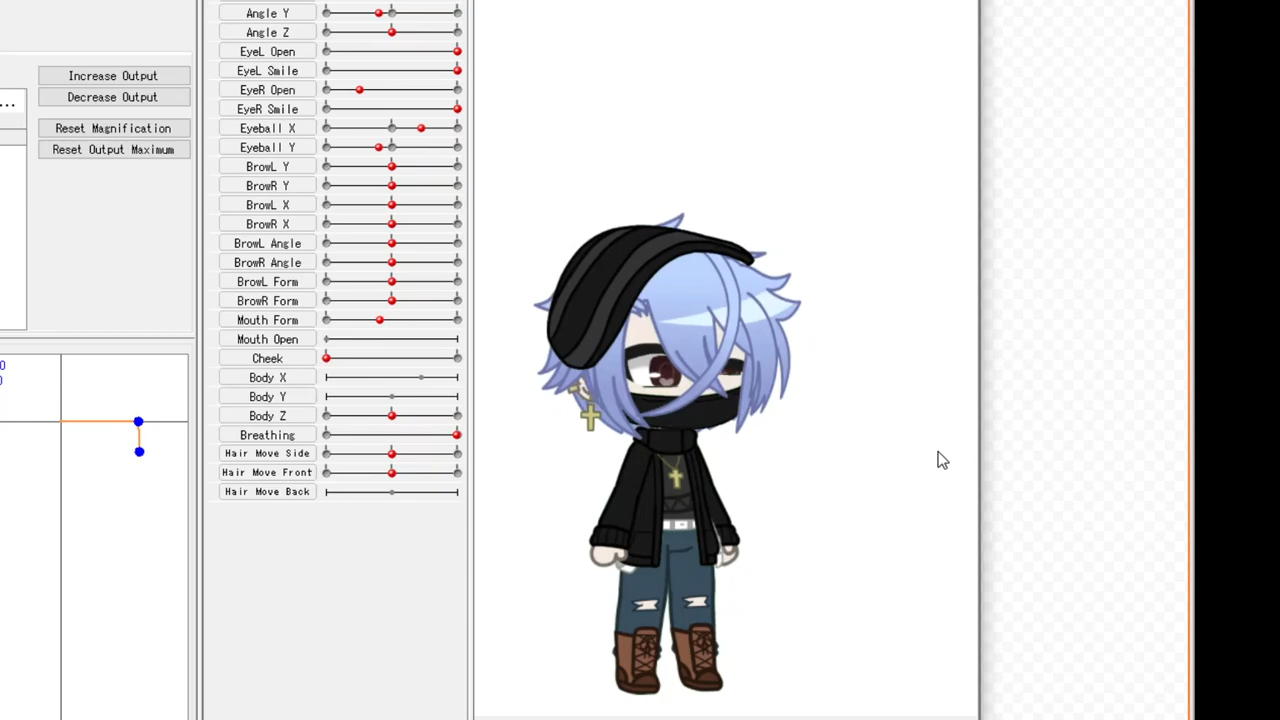 Increase Output
Decrease Output
...
Reset Magnification
Reset Output Maximum
0
0
Angle Y
Angle Z
EyeL Open
EyeL Smile
EyeR Open
EyeR Smile
Eyeball X
Eyeball Y
BrowL Y
BrowR Y
BrowL X
BrowR X
BrowL Angle
BrowR Angle
BrowL Form
BrowR Form
Mouth Form
Mouth Open
Cheek
Body X
Body Y
Body Z
Breathing
Hair Move Side
Hair Move Front
Hair Move Back